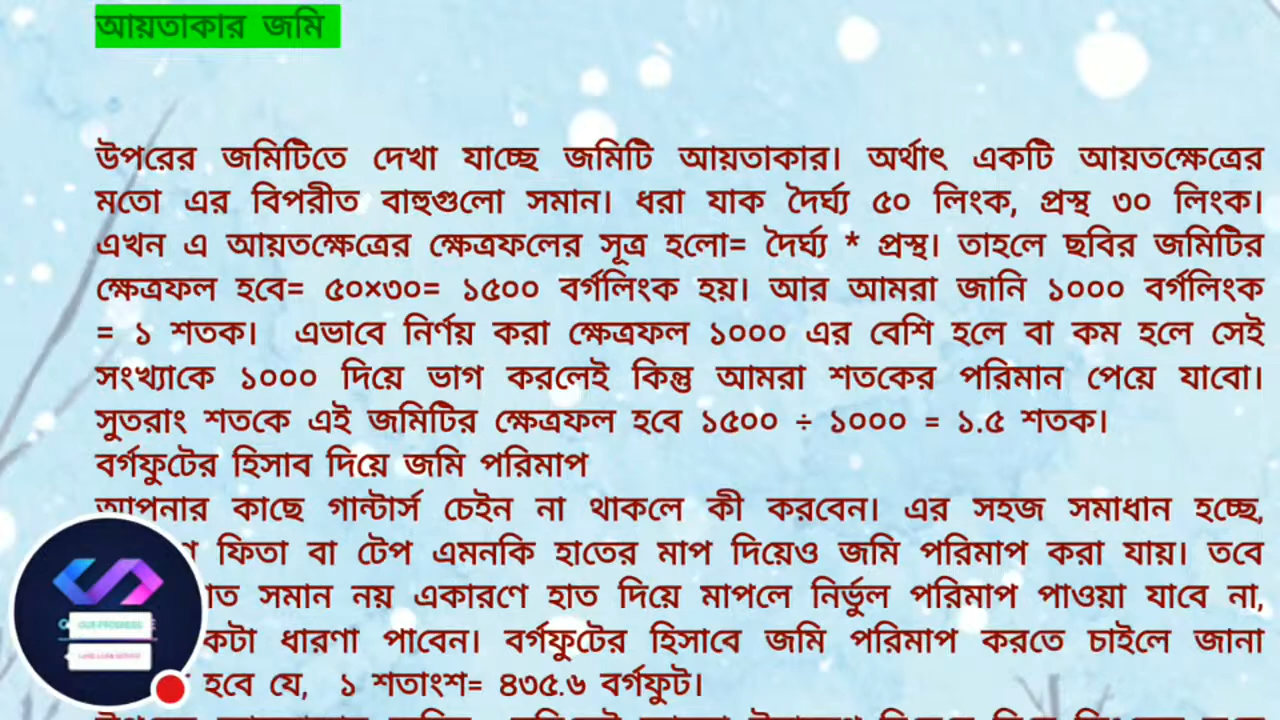 আয়তাকার জমি
উপরের জমিটিতে দেখা যাচ্ছে জমিটি আয়তাকার। অর্থাৎ একটি আয়তক্ষেত্রের
মতো এর বিপরীত বাহুগুলো সমান। ধরা যাক দৈর্ঘ্য ৫০ লিংক, প্রস্থ ৩০ লিংক।
এখন এ আয়তক্ষেত্রের ক্ষেত্রফলের সূত্র হলো= দৈর্ঘ্য * প্রস্থ। তাহলে ছবির জমিটির
ক্ষেত্রফল হবে= ৫০×৩০= ১৫০০ বর্গলিংক হয়। আর আমরা জানি ১০০০ বর্গলিংক
= ১ শতক। এভাবে নির্ণয় করা ক্ষেত্রফল ১০০০ এর বেশি হলে বা কম হলে সেই
সংখ্যাকে ১০০০ দিয়ে ভাগ করলেই কিন্তু আমরা শতকের পরিমান পেয়ে যাবো।
সুতরাং শতকে এই জমিটির ক্ষেত্রফল হবে ১৫০০ ÷ ১০০০ = ১.৫ শতক।
বর্গফুটের হিসাব দিয়ে জমি পরিমাপ
আপনার কাছে গান্টার্স চেইন না থাকলে কী করবেন। এর সহজ সমাধান হচ্ছে,
ফিতা বা টেপ এমনকি হাতের মাপ দিয়েও জমি পরিমাপ করা যায়। তবে
সমান নয় একারণে হাত দিয়ে মাপলে নির্ভুল পরিমাপ পাওয়া যাবে না,
ধারণা পাবেন। বর্গফুটের হিসাবে জমি পরিমাপ করতে চাইলে জানা
হবে যে, ১ শতাংশ= ৪৩৫.৬ বর্গফুট।